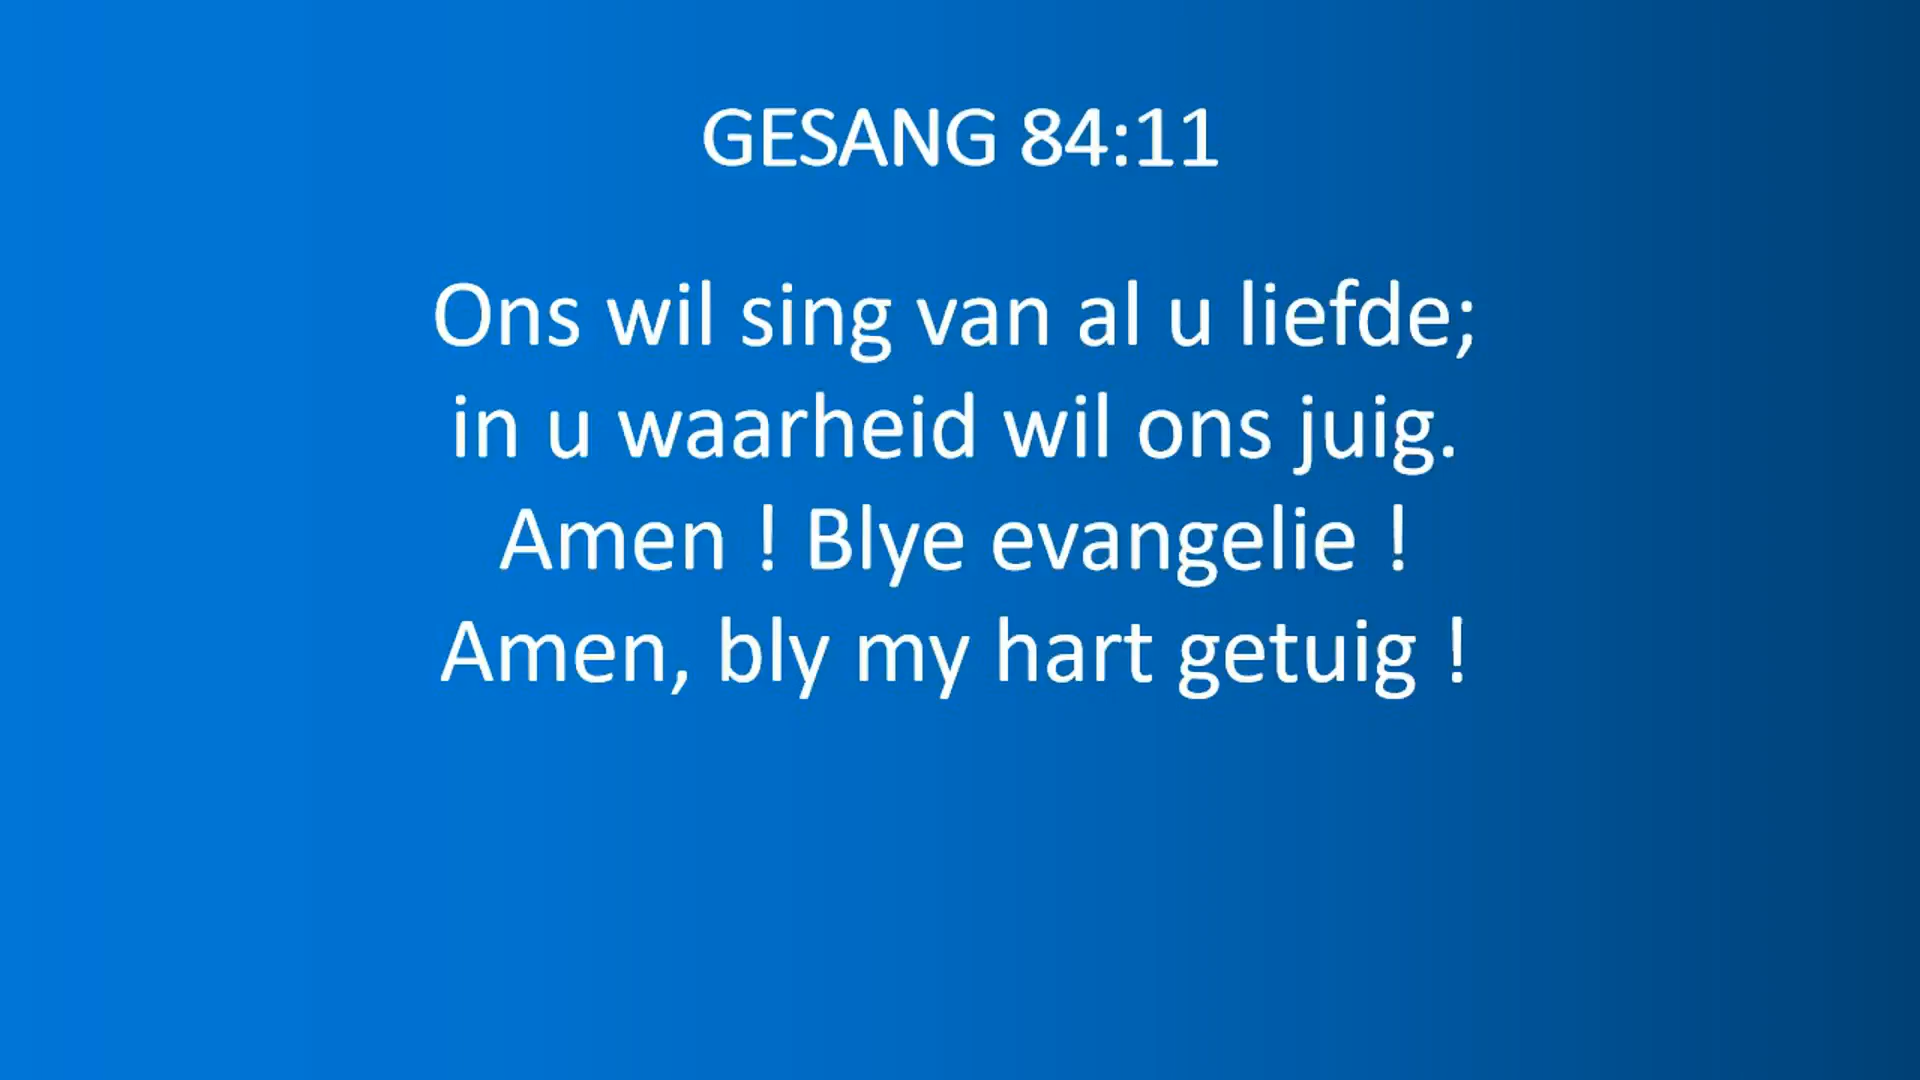 GESANG 84:11
Ons wil sing van al u liefde;
in u waarheid wil ons juig.
Amen ! Blye evangelie !
Amen, bly my hart getuig !